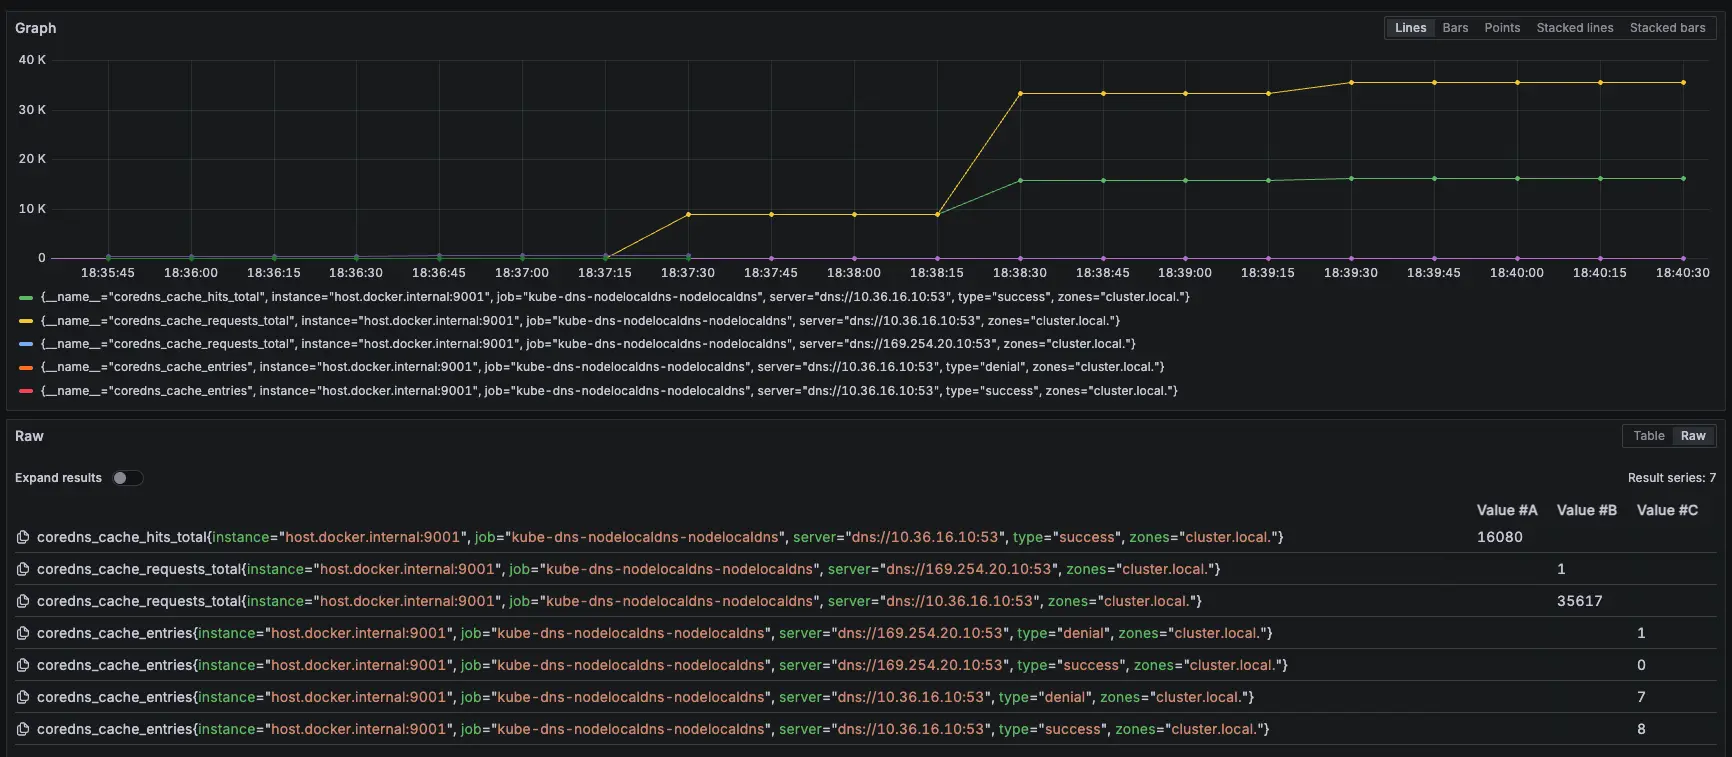 Graph
Lines Bars Points Stacked lines Stacked bars
40 K
30 K
20 K
10 K
0
18:35:45 18:36:00 18:36:15 18:36:30 18:36:45 18:37:00 18:37:15 18:37:30 18:37:45 18:38:00 18:38:15 18:38:30 18:38:45 18:39:00 18:39:15 18:39:30 18:39:45 18:40:00 18:40:15 18:40:30
{__name__="coredns_cache_hits_total", instance="host.docker.internal:9001", job="kube-dns-nodelocaldns-nodelocaldns", server="dns://10.36.16.10:53", type="success", zones="cluster.local."}
{__name__="coredns_cache_requests_total", instance="host.docker.internal:9001", job="kube-dns-nodelocaldns-nodelocaldns", server="dns://10.36.16.10:53", zones="cluster.local."}
{__name__="coredns_cache_requests_total", instance="host.docker.internal:9001", job="kube-dns-nodelocaldns-nodelocaldns", server="dns://169.254.20.10:53", zones="cluster.local."}
{__name__="coredns_cache_entries", instance="host.docker.internal:9001", job="kube-dns-nodelocaldns-nodelocaldns", server="dns://10.36.16.10:53", type="denial", zones="cluster.local."}
{__name__="coredns_cache_entries", instance="host.docker.internal:9001", job="kube-dns-nodelocaldns-nodelocaldns", server="dns://10.36.16.10:53", type="success", zones="cluster.local."}
Raw
Table Raw
Expand results
Result series: 7
Value #A Value #B Value #C
coredns_cache_hits_total{instance="host.docker.internal:9001", job="kube-dns-nodelocaldns-nodelocaldns", server="dns://10.36.16.10:53", type="success", zones="cluster.local."} 16080
coredns_cache_requests_total{instance="host.docker.internal:9001", job="kube-dns-nodelocaldns-nodelocaldns", server="dns://169.254.20.10:53", zones="cluster.local."} 1
coredns_cache_requests_total{instance="host.docker.internal:9001", job="kube-dns-nodelocaldns-nodelocaldns", server="dns://10.36.16.10:53", zones="cluster.local."} 35617
coredns_cache_entries{instance="host.docker.internal:9001", job="kube-dns-nodelocaldns-nodelocaldns", server="dns://169.254.20.10:53", type="denial", zones="cluster.local."} 1
coredns_cache_entries{instance="host.docker.internal:9001", job="kube-dns-nodelocaldns-nodelocaldns", server="dns://169.254.20.10:53", type="success", zones="cluster.local."} 0
coredns_cache_entries{instance="host.docker.internal:9001", job="kube-dns-nodelocaldns-nodelocaldns", server="dns://10.36.16.10:53", type="denial", zones="cluster.local."} 7
coredns_cache_entries{instance="host.docker.internal:9001", job="kube-dns-nodelocaldns-nodelocaldns", server="dns://10.36.16.10:53", type="success", zones="cluster.local."} 8